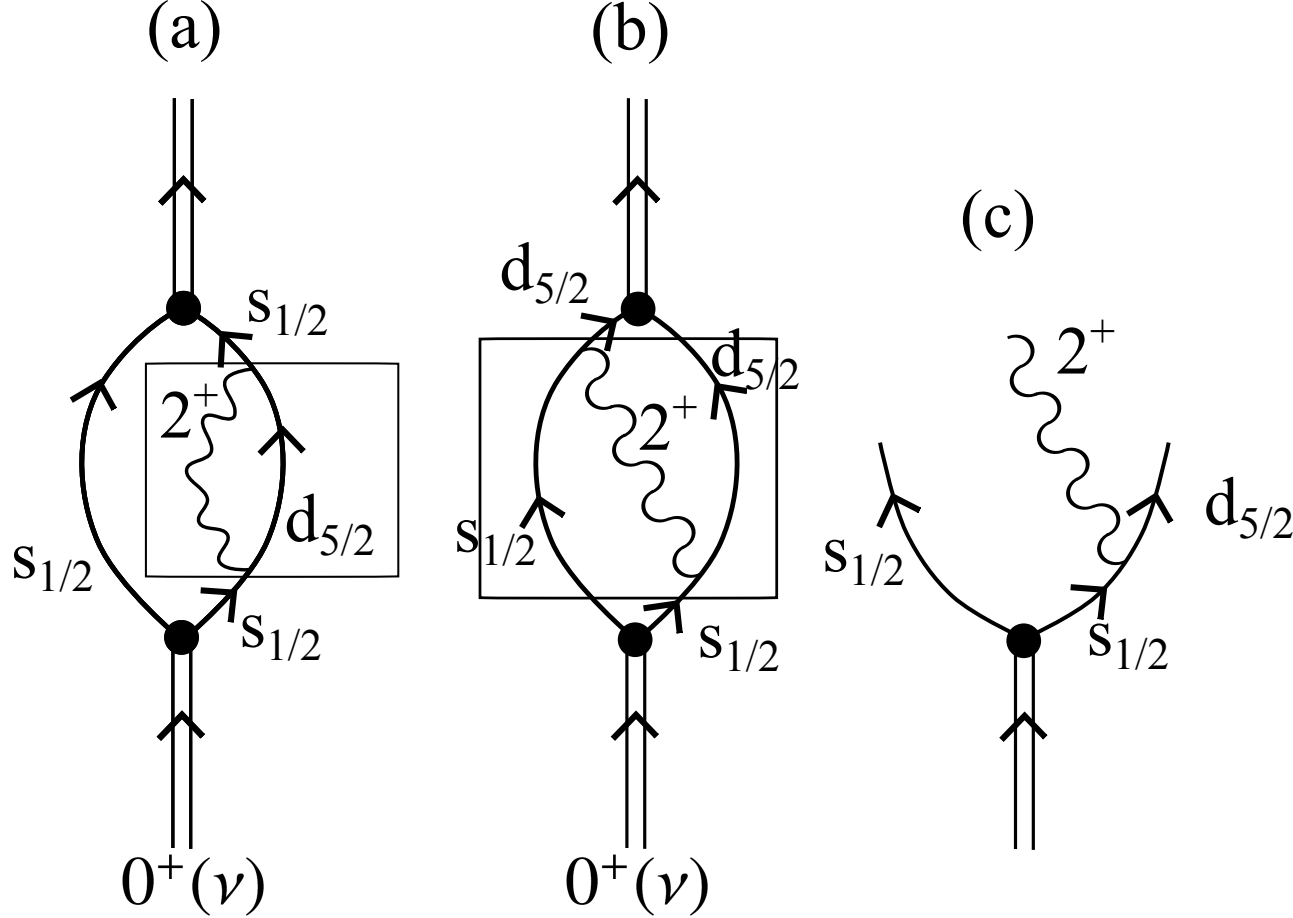 (a)
s1/2
2+
d5/2
s1/2
s1/2
0+(ν)
(b)
d5/2
d5/2
2+
s1/2
s1/2
0+(ν)
(c)
2+
d5/2
s1/2
s1/2